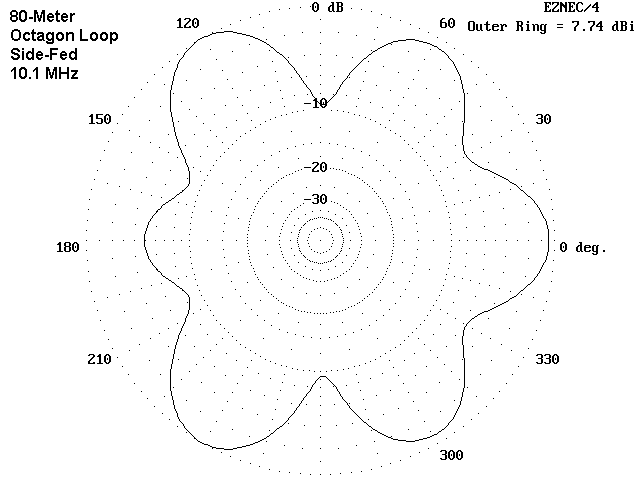 80-Meter
Octagon Loop
Side-Fed
10.1 MHz
0 dB
EZNEC/4
Outer Ring = 7.74 dBi
120
60
-10
150
30
-20
-30
180
0 deg.
210
330
300